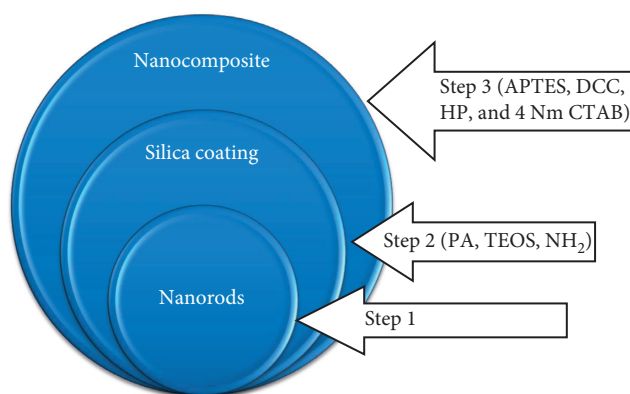 Nanocomposite
Step 3 (APTES, DCC,
HP, and 4 Nm CTAB)
Silica coating
Step 2 (PA, TEOS, NH₂)
Nanorods
Step 1